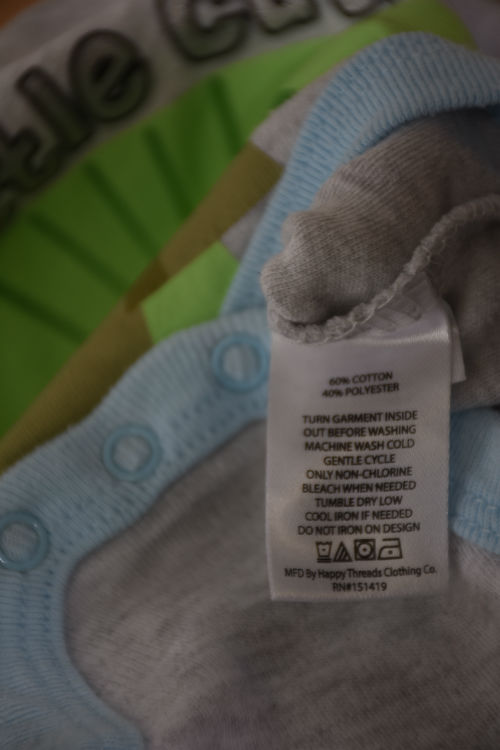 60% COTTON
40% POLYESTER
TURN GARMENT INSIDE
OUT BEFORE WASHING
MACHINE WASH COLD
GENTLE CYCLE
ONLY NON-CHLORINE
BLEACH WHEN NEEDED
TUMBLE DRY LOW
COOL IRON IF NEEDED
DO NOT IRON ON DESIGN
MFD By Happy Threads Clothing Co.
RN#151419